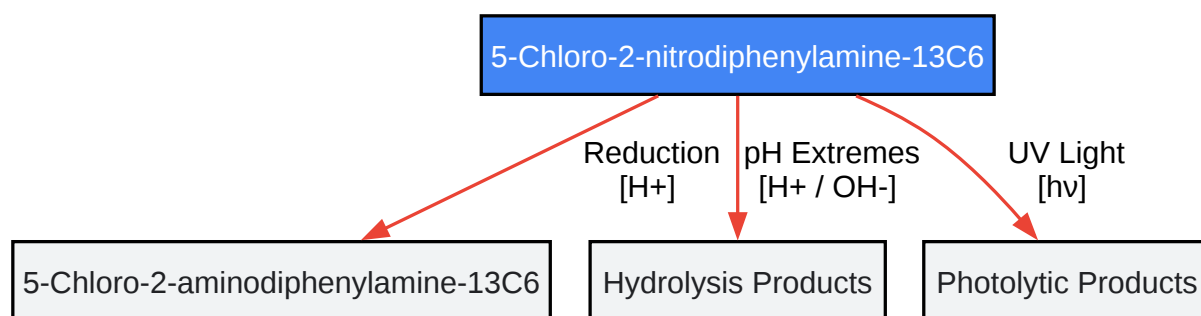 5-Chloro-2-nitrodiphenylamine-13C6
Reduction
[H+]
pH Extremes
[H+ / OH-]
UV Light
[hν]
5-Chloro-2-aminodiphenylamine-13C6
Hydrolysis Products
Photolytic Products